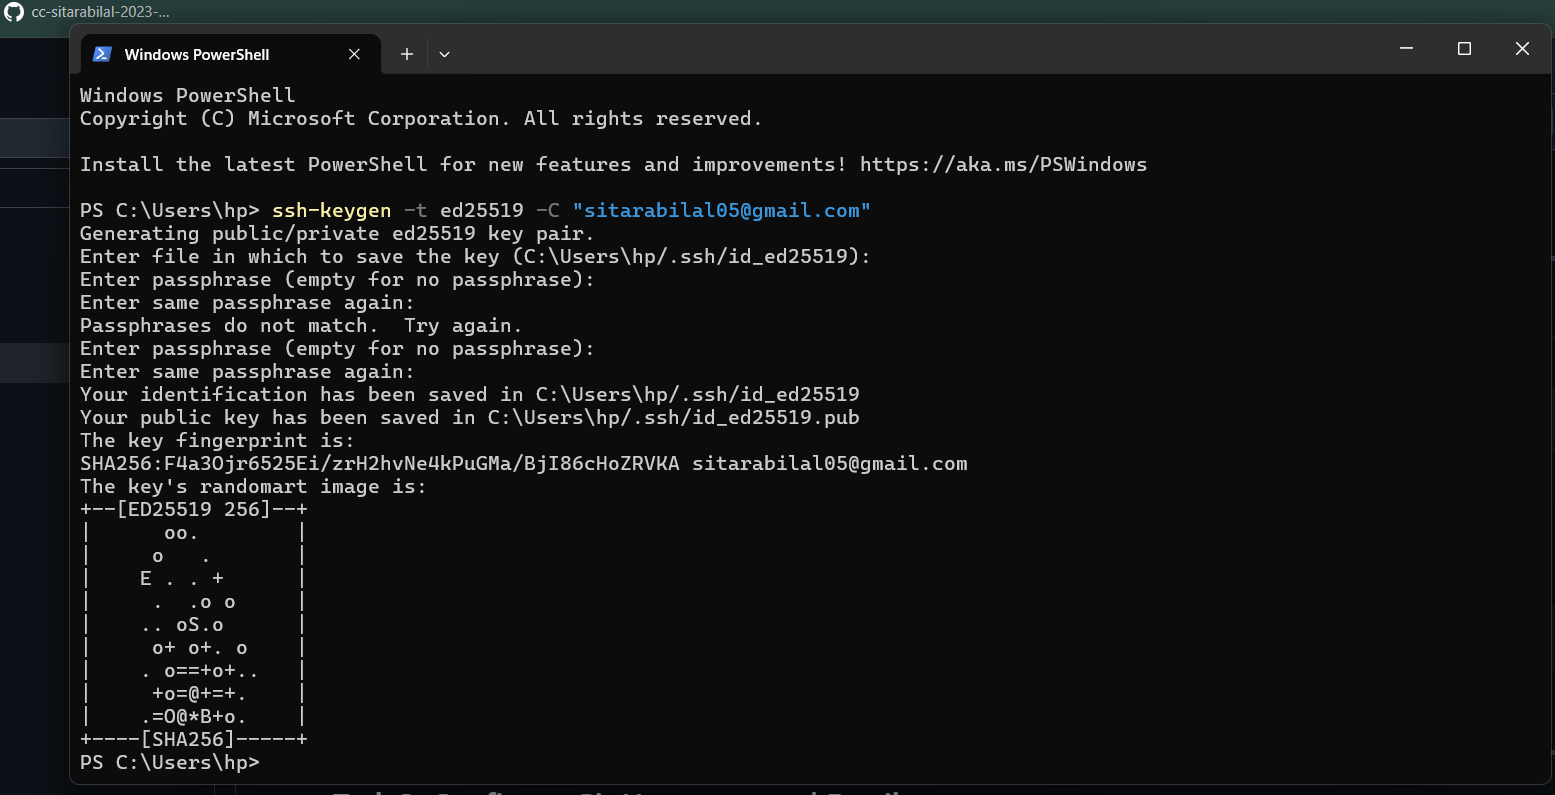 cc-sitarabilal-2023-...
Windows PowerShell
Windows PowerShell
Copyright (C) Microsoft Corporation. All rights reserved.
Install the latest PowerShell for new features and improvements! https://aka.ms/PSWindows
PS C:\Users\hp> ssh-keygen -t ed25519 -C "sitarabilal05@gmail.com"
Generating public/private ed25519 key pair.
Enter file in which to save the key (C:\Users\hp/.ssh/id_ed25519):
Enter passphrase (empty for no passphrase):
Enter same passphrase again:
Passphrases do not match.  Try again.
Enter passphrase (empty for no passphrase):
Enter same passphrase again:
Your identification has been saved in C:\Users\hp/.ssh/id_ed25519
Your public key has been saved in C:\Users\hp/.ssh/id_ed25519.pub
The key fingerprint is:
SHA256:F4a3Ojr6525Ei/zrH2hvNe4kPuGMa/BjI86cHoZRVKA sitarabilal05@gmail.com
The key's randomart image is:
+--[ED25519 256]--+
|      oo.        |
|     o   .       |
|    E . . +      |
|     .  .o o     |
|    .. oS.o      |
|     o+ o+. o    |
|    . o==+o+..   |
|     +o=@+=+.    |
|    .=O@*B+o.    |
+----[SHA256]-----+
PS C:\Users\hp>